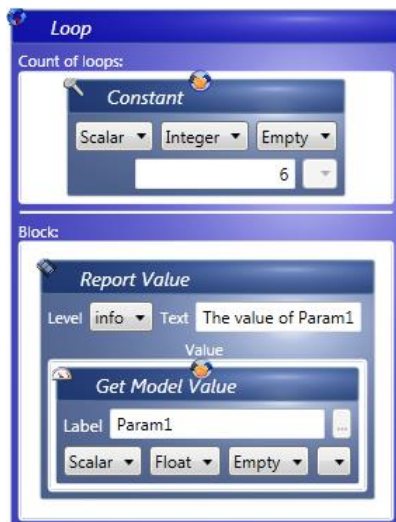 Loop
Count of loops:
Constant
Scalar Integer Empty
6
Block:
Report Value
Level info Text The value of Param1
Value
Get Model Value
Label Param1 ...
Scalar Float Empty